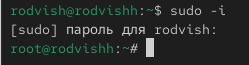 rodvish@rodvishh:~$ sudo -i
[sudo] пароль для rodvish:
root@rodvishh:~#